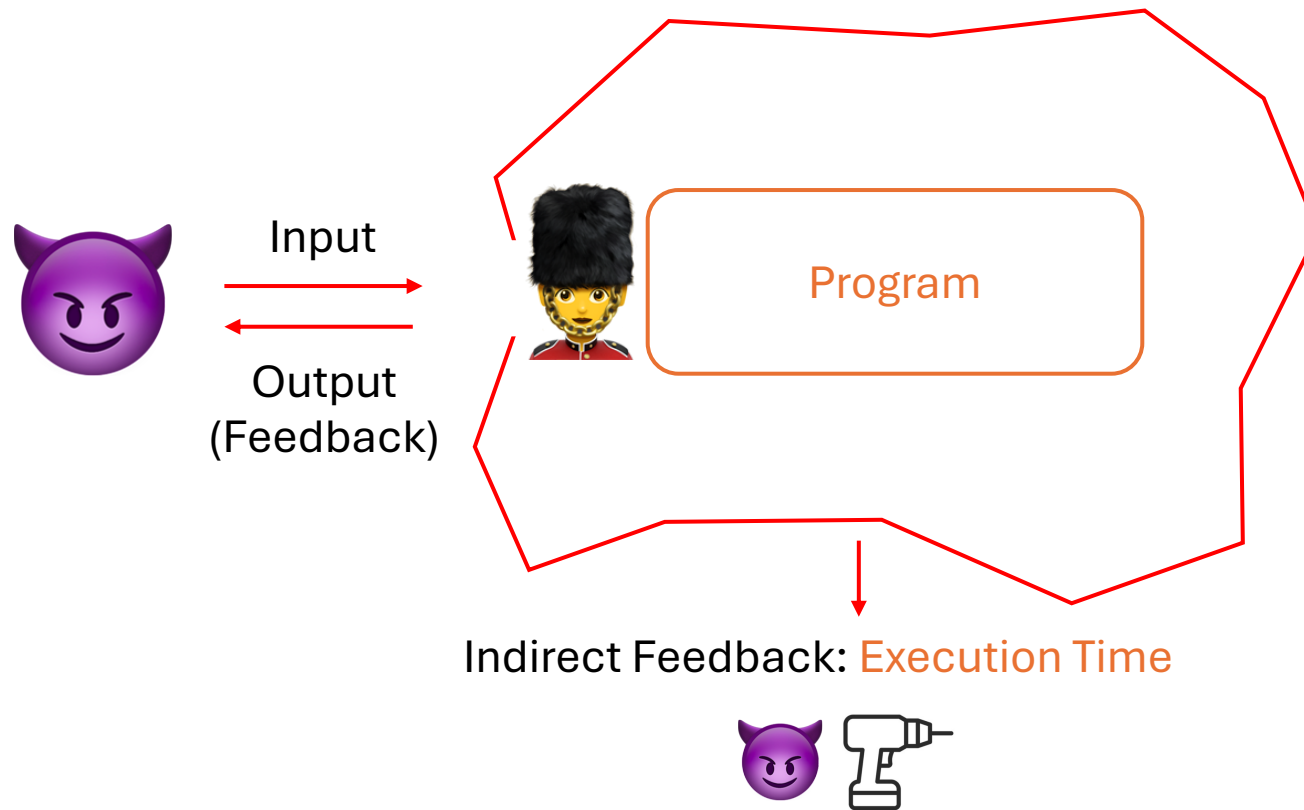 Input
Program
Output
(Feedback)
Indirect Feedback: Execution Time